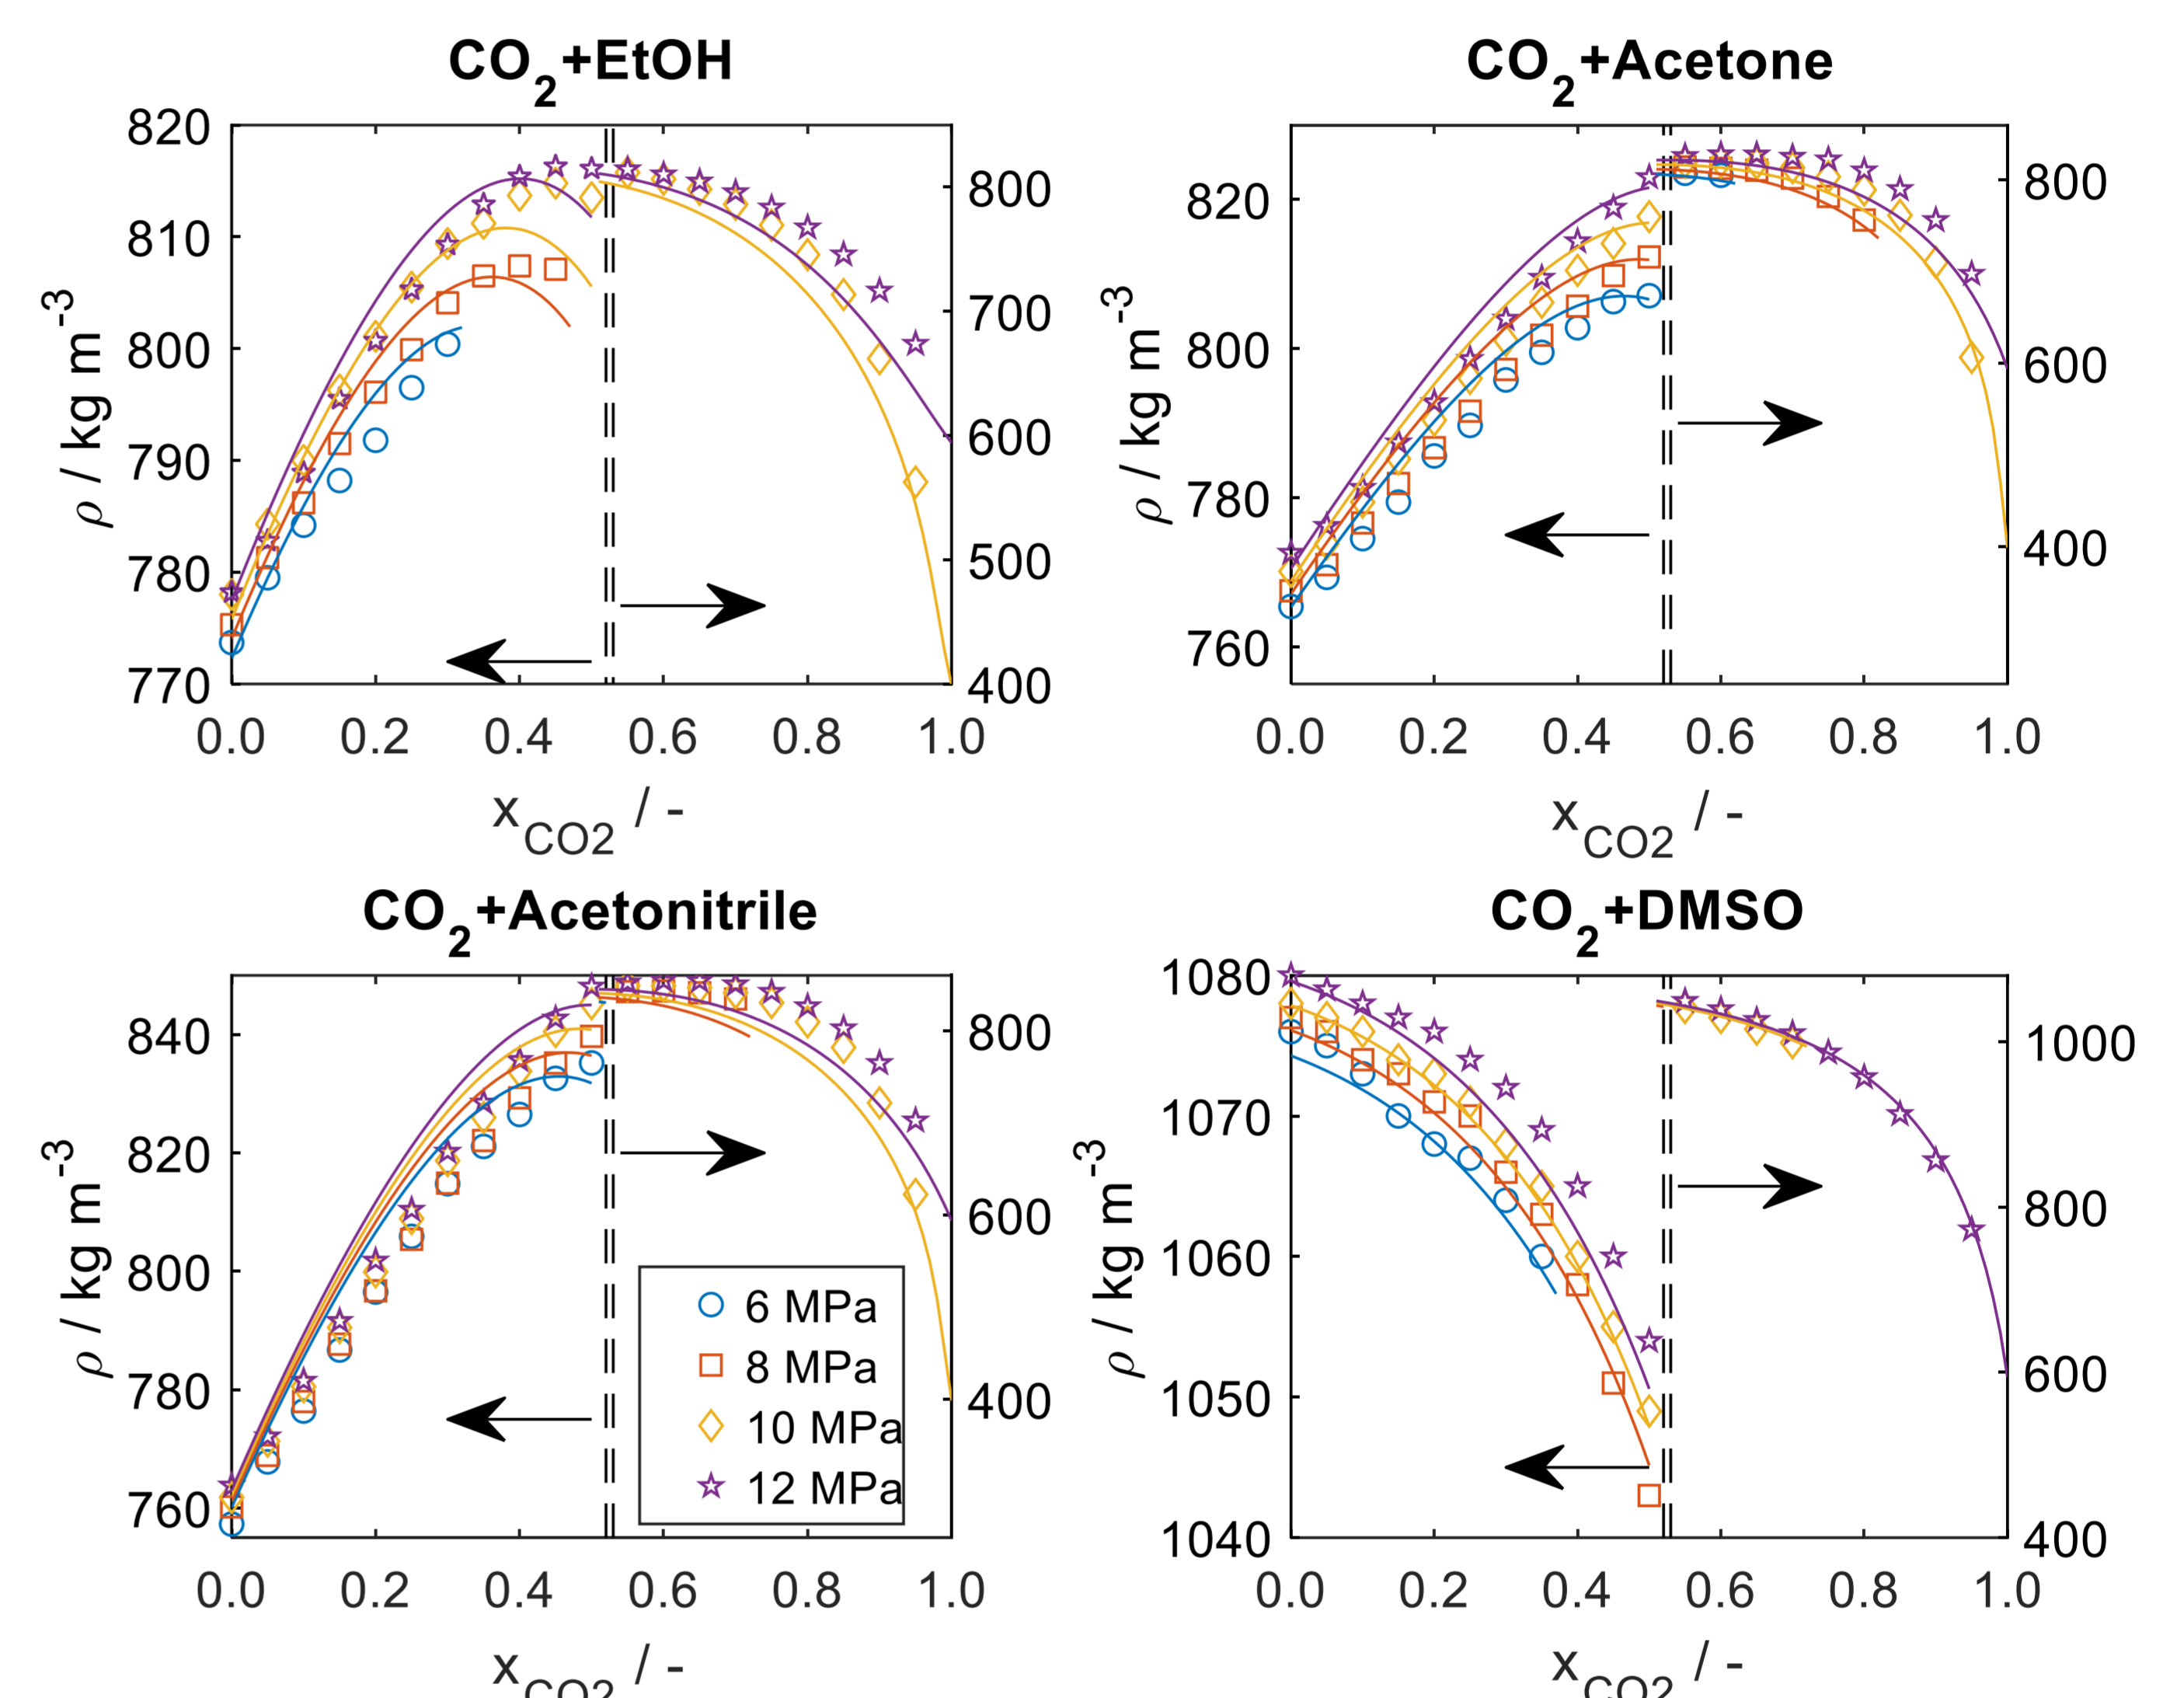 CO2+EtOH
820
810
800
790
780
770
800
700
600
500
400
0.0 0.2 0.4 0.6 0.8 1.0
ρ / kg m-3
xCO2 / -
CO2+Acetone
820
800
780
760
800
600
400
0.0 0.2 0.4 0.6 0.8 1.0
ρ / kg m-3
xCO2 / -
CO2+Acetonitrile
840
820
800
780
760
800
600
400
6 MPa
8 MPa
10 MPa
12 MPa
0.0 0.2 0.4 0.6 0.8 1.0
ρ / kg m-3
xCO2 / -
CO2+DMSO
1080
1070
1060
1050
1040
1000
800
600
400
0.0 0.2 0.4 0.6 0.8 1.0
ρ / kg m-3
xCO2 / -